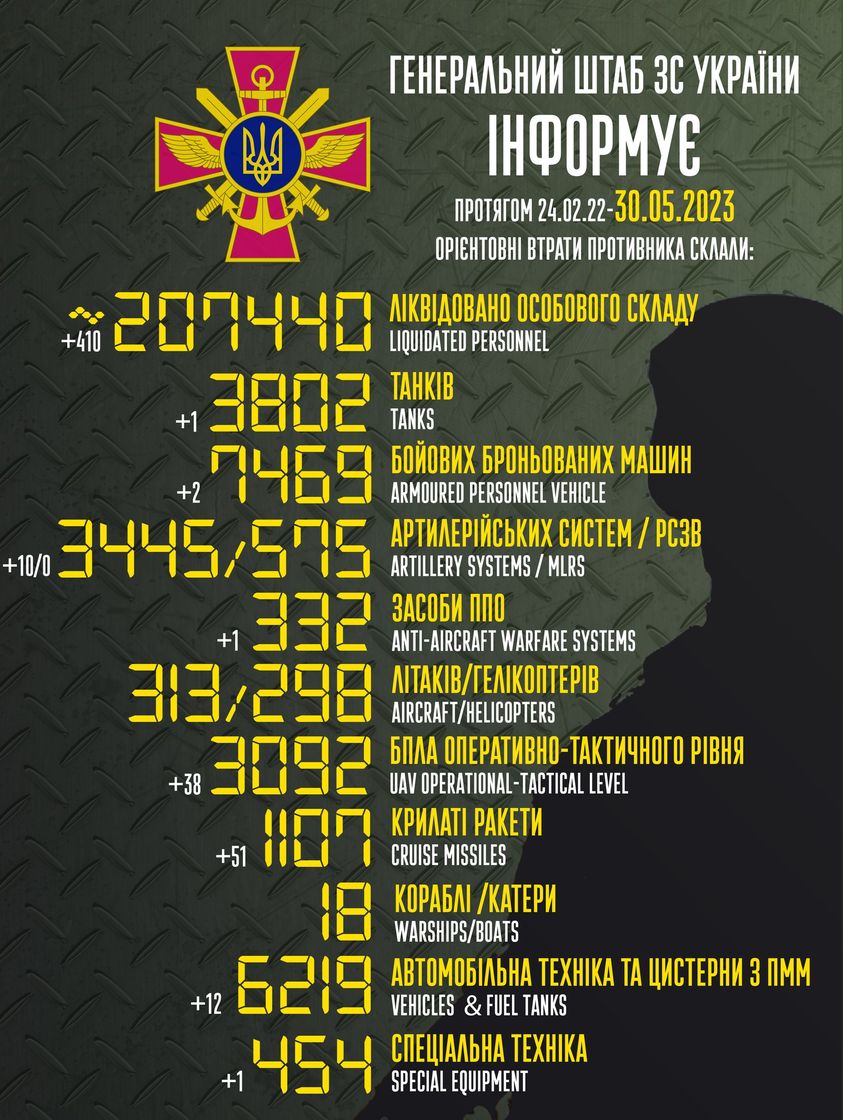 ГЕНЕРАЛЬНИЙ ШТАБ ЗС УКРАЇНИ
ІНФОРМУЄ
ПРОТЯГОМ 24.02.22-30.05.2023
ОРІЄНТОВНІ ВТРАТИ ПРОТИВНИКА СКЛАЛИ:
+410 ~207440 ЛІКВІДОВАНО ОСОБОВОГО СКЛАДУ
LIQUIDATED PERSONNEL
+1 3802 ТАНКІВ
TANKS
+2 7469 БОЙОВИХ БРОНЬОВАНИХ МАШИН
ARMOURED PERSONNEL VEHICLE
+10/0 3445/575 АРТИЛЕРІЙСЬКИХ СИСТЕМ / РСЗВ
ARTILLERY SYSTEMS / MLRS
+1 332 ЗАСОБИ ППО
ANTI-AIRCRAFT WARFARE SYSTEMS
313/298 ЛІТАКІВ/ГЕЛІКОПТЕРІВ
AIRCRAFT/HELICOPTERS
+38 3092 БПЛА ОПЕРАТИВНО-ТАКТИЧНОГО РІВНЯ
UAV OPERATIONAL-TACTICAL LEVEL
+51 1107 КРИЛАТІ РАКЕТИ
CRUISE MISSILES
18 КОРАБЛІ /КАТЕРИ
WARSHIPS/BOATS
+12 6219 АВТОМОБІЛЬНА ТЕХНІКА ТА ЦИСТЕРНИ З ПММ
VEHICLES & FUEL TANKS
+1 454 СПЕЦІАЛЬНА ТЕХНІКА
SPECIAL EQUIPMENT